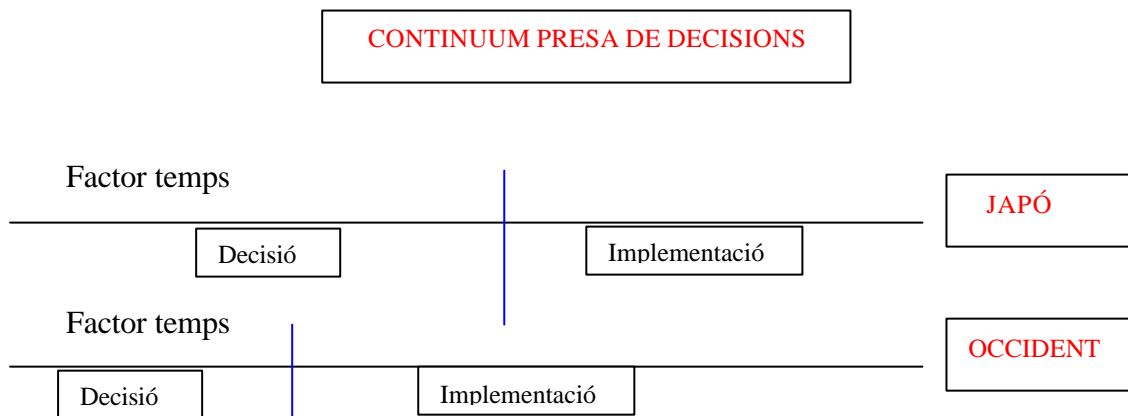 CONTINUUM PRESA DE DECISIONS
Factor temps
JAPÓ
Decisió
Implementació
Factor temps
OCCIDENT
Decisió
Implementació